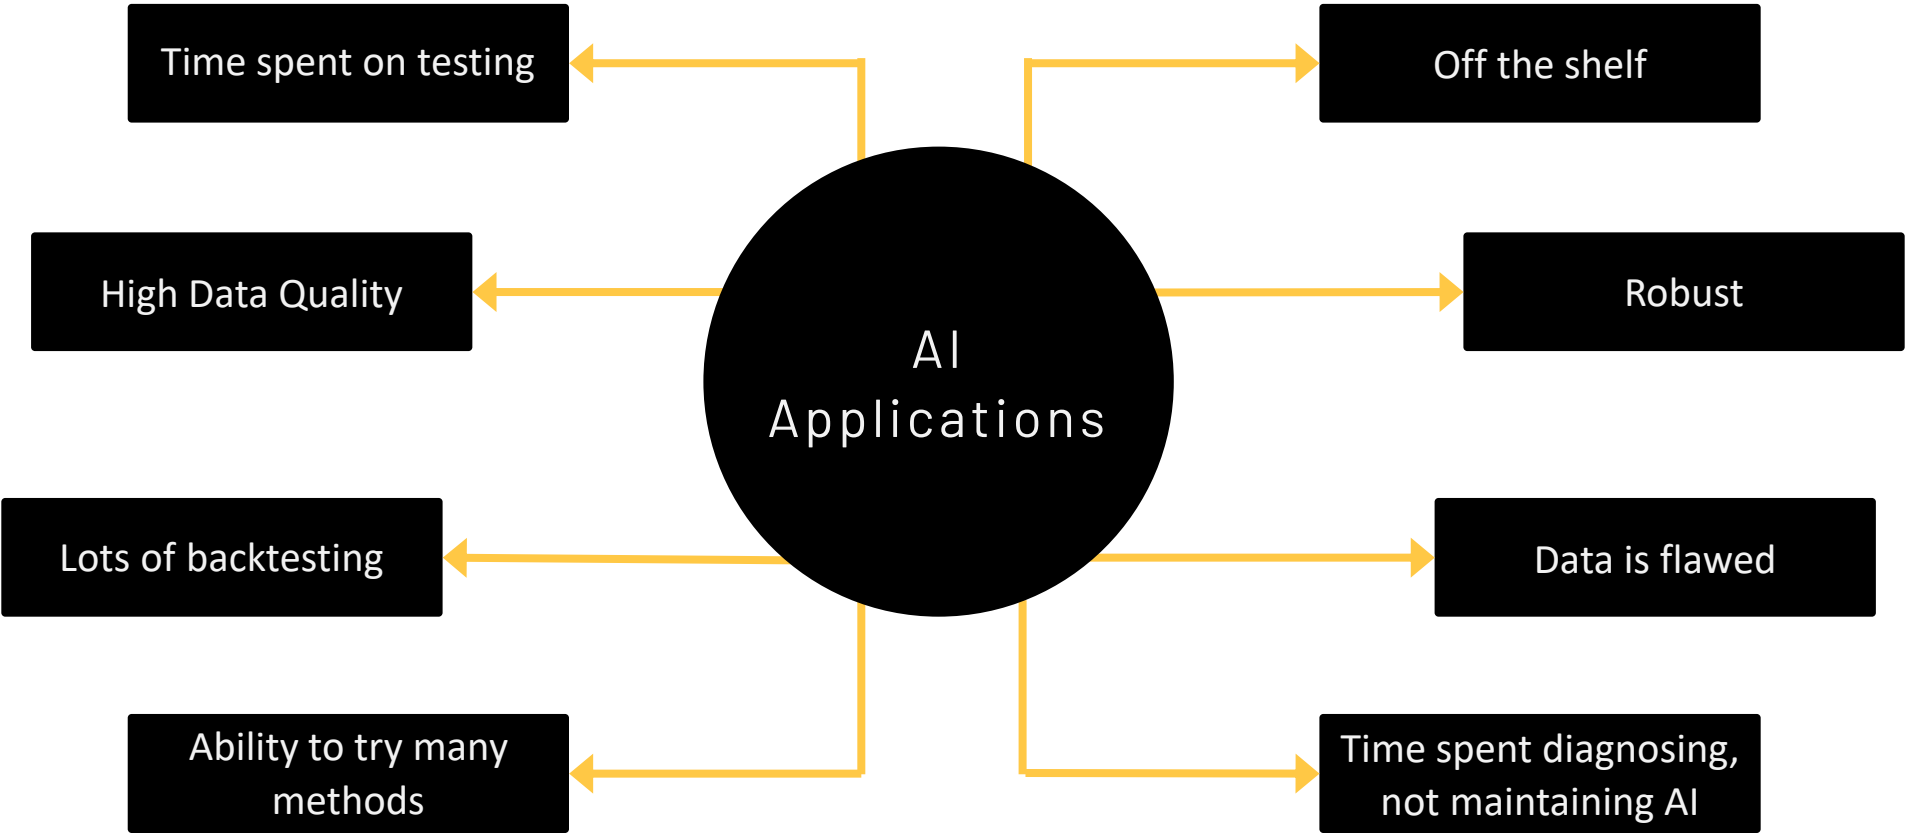 Time spent on testing
Off the shelf
High Data Quality
Robust
AI
Applications
Lots of backtesting
Data is flawed
Ability to try many
methods
Time spent diagnosing,
not maintaining AI